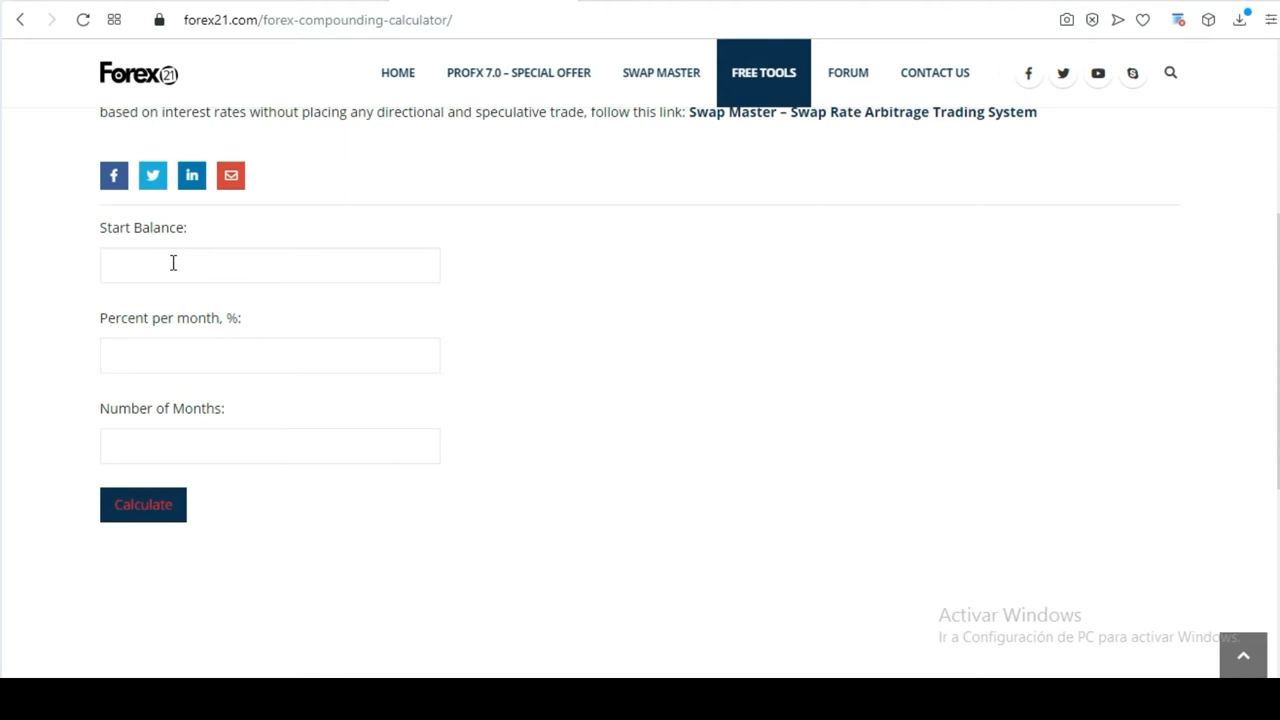 forex21.com/forex-compounding-calculator/
Forex21 HOME PROFX 7.0 – SPECIAL OFFER SWAP MASTER FREE TOOLS FORUM CONTACT US
based on interest rates without placing any directional and speculative trade, follow this link: Swap Master – Swap Rate Arbitrage Trading System
Start Balance:
Percent per month, %:
Number of Months:
Calculate
Activar Windows
Ir a Configuración de PC para activar Windows.